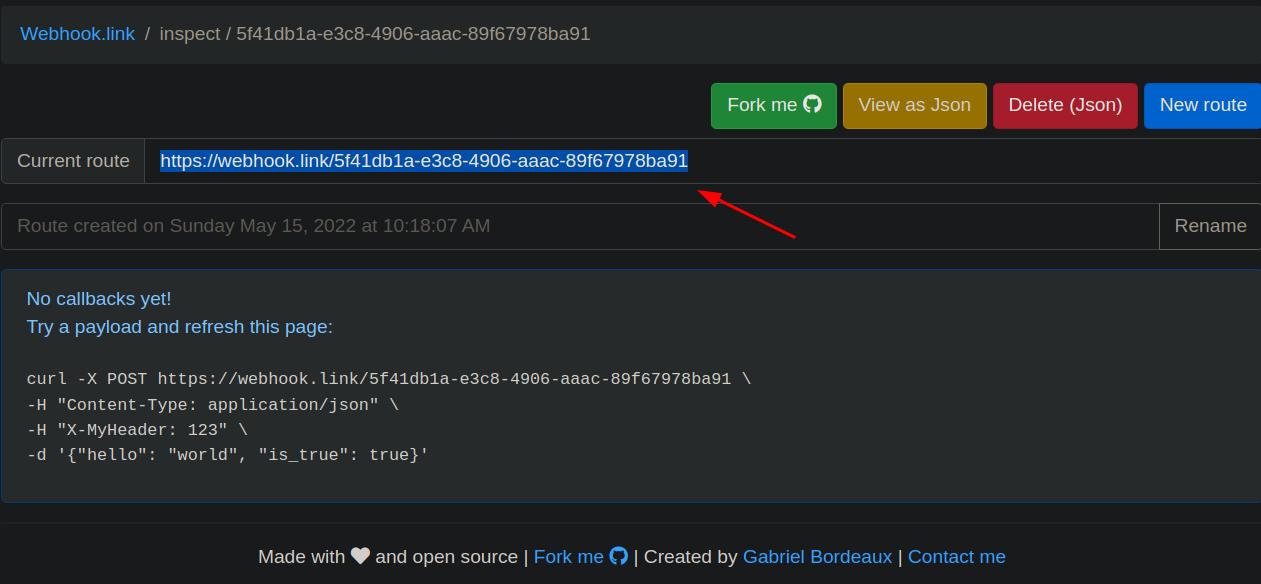 Webhook.link / inspect / 5f41db1a-e3c8-4906-aaac-89f67978ba91
Fork me View as Json Delete (Json) New route
Current route https://webhook.link/5f41db1a-e3c8-4906-aaac-89f67978ba91
Route created on Sunday May 15, 2022 at 10:18:07 AM Rename
No callbacks yet!
Try a payload and refresh this page:
curl -X POST https://webhook.link/5f41db1a-e3c8-4906-aaac-89f67978ba91 \
-H "Content-Type: application/json" \
-H "X-MyHeader: 123" \
-d '{"hello": "world", "is_true": true}'
Made with ❤ and open source | Fork me | Created by Gabriel Bordeaux | Contact me